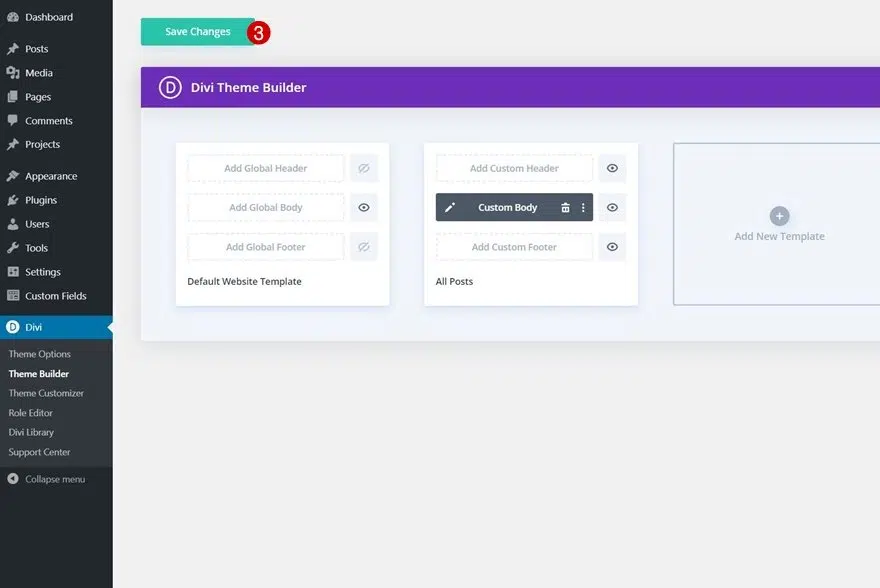 Dashboard
Posts
Media
Pages
Comments
Projects
Appearance
Plugins
Users
Tools
Settings
Custom Fields
D Divi
Theme Options
Theme Builder
Theme Customizer
Role Editor
Divi Library
Support Center
Collapse menu
Save Changes 3
D Divi Theme Builder
Add Global Header
Add Global Body
Add Global Footer
Default Website Template
Add Custom Header
Custom Body
Add Custom Footer
All Posts
Add New Template